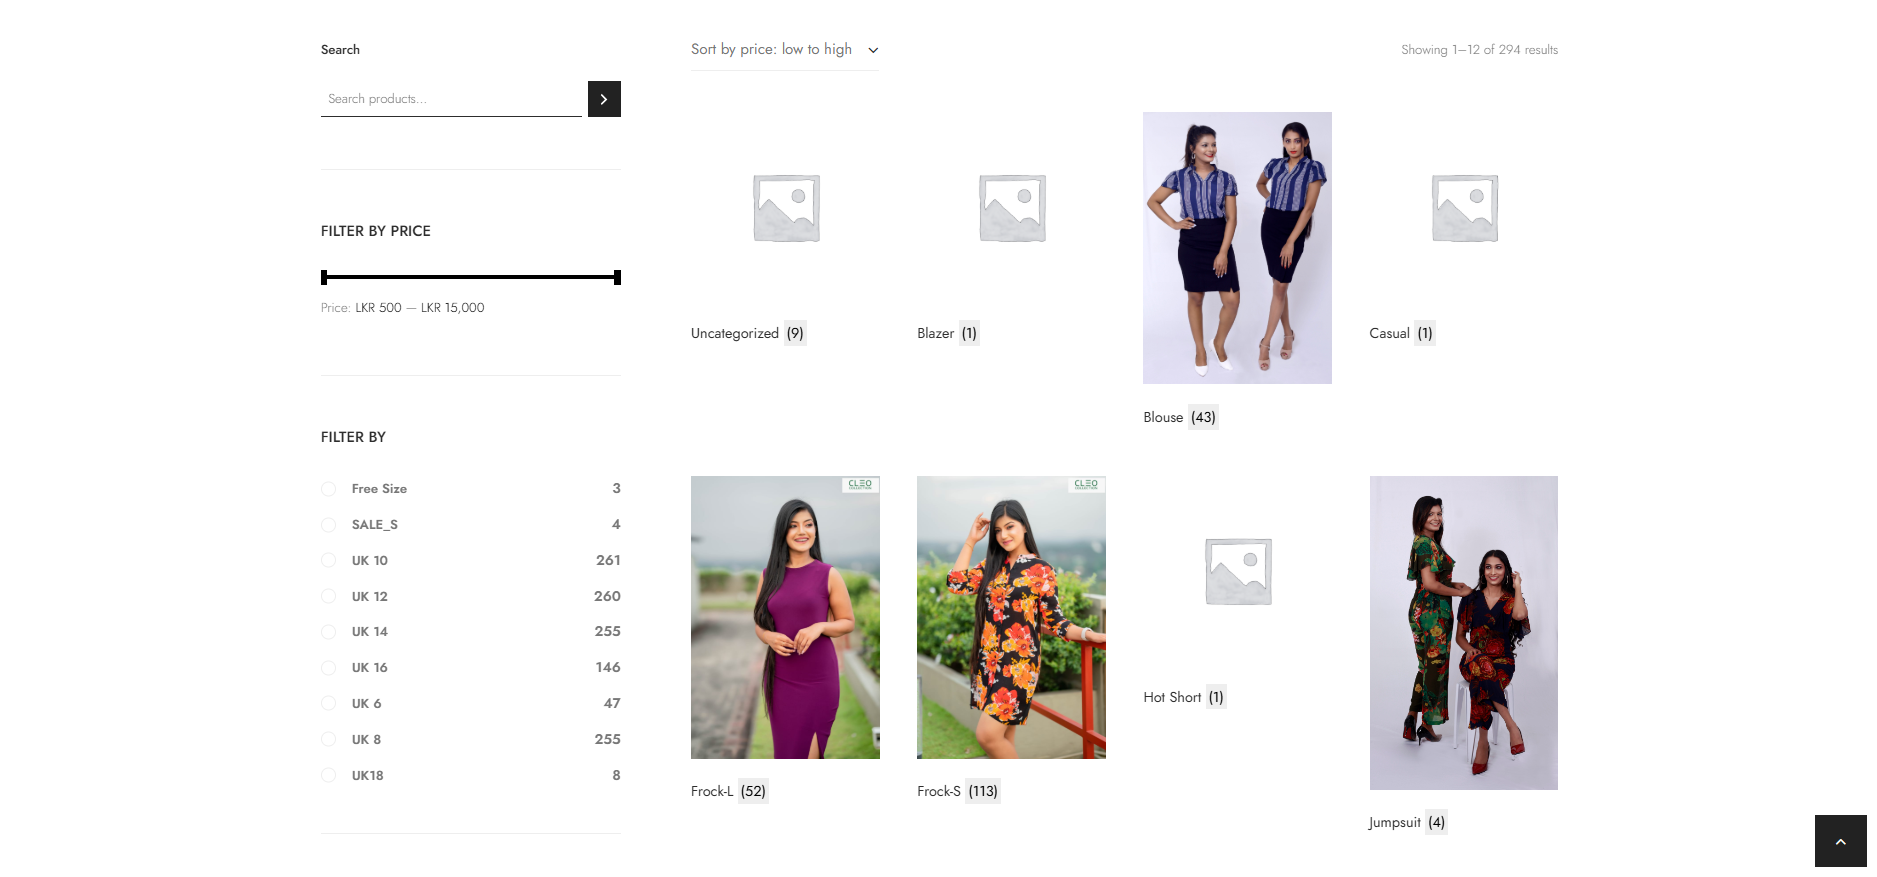 Search
Search products...
FILTER BY PRICE
Price: LKR 500 — LKR 15,000
FILTER BY
Free Size 3
SALE_S 4
UK 10 261
UK 12 260
UK 14 255
UK 16 146
UK 6 47
UK 8 255
UK18 8
Sort by price: low to high
Showing 1–12 of 294 results
Uncategorized (9)
Blazer (1)
Blouse (43)
Casual (1)
CLEO
COLLECTION
Frock-L (52)
CLEO
COLLECTION
Frock-S (113)
Hot Short (1)
Jumpsuit (4)